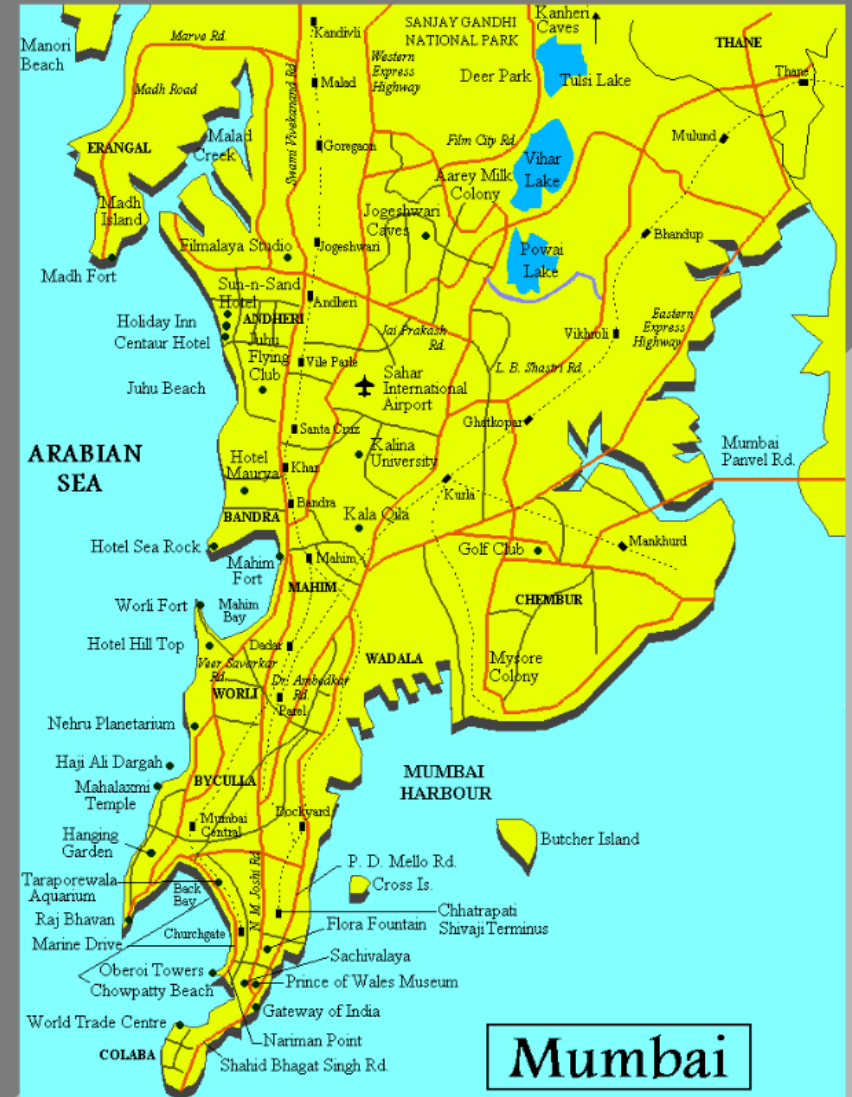 Manori
Beach
Marve Rd.
Kandivli
SANJAY GANDHI
NATIONAL PARK
Kanheri
Caves
THANE
Western
Express
Highway
Deer Park
Tulsi Lake
Thane
Madh Road
Malad
Swami Vivekanand Rd
ERANGAL
Malad
Creek
Goregaon
Film City Rd.
Mulund
Vihar
Lake
Aarey Milk
Colony
Madh
Island
Jogeshwari
Caves
Filmalaya Studio
Jogeshwari
Bhandup
Powai
Lake
Madh Fort
Sun-n-Sand
Hotel
Andheri
Holiday Inn
ANDHERI
Centaur Hotel
Juhu
Flying
Club
Jai Prakash
Rd.
Eastern
Express
Highway
Vikhroli
Vile Parle
L. B. Shastri Rd.
Sahar
International
Airport
Juhu Beach
Santa Cruz
Ghatkopar
ARABIAN
SEA
Hotel
Maurya
Kalina
University
Mumbai
Panvel Rd.
Khar
Kurla
Bandra
BANDRA
Kala Qila
Hotel Sea Rock
Mahim
Fort
Mahim
Golf Club
Mankhurd
MAHIM
CHEMBUR
Worli Fort
Mahim
Bay
Hotel Hill Top
Dadar
Veer Savarkar
Rd.
WADALA
Mysore
Colony
Dr. Ambedkar
Rd.
WORLI
Parel
Nehru Planetarium
Haji Ali Dargah
BYCULLA
MUMBAI
HARBOUR
Mahalaxmi
Temple
Mumbai
Central
Dockyard
Hanging
Garden
Butcher Island
P. D. Mello Rd.
Taraporewala
Aquarium
Back
Bay
N M Joshi Rd
Cross Is.
Raj Bhavan
Chhatrapati
Shivaji Terminus
Churchgate
Flora Fountain
Marine Drive
Sachivalaya
Oberoi Towers
Chowpatty Beach
Prince of Wales Museum
Gateway of India
World Trade Centre
Nariman Point
COLABA
Shahid Bhagat Singh Rd.
Mumbai